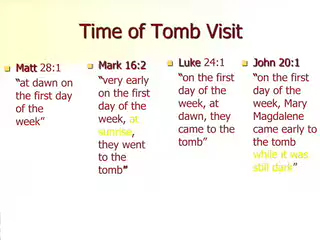 Time of Tomb Visit
Matt 28:1
“at dawn on
the first day
of the
week”
Mark 16:2
“very early
on the first
day of the
week, at
sunrise,
they went
to the
tomb”
Luke 24:1
“on the first
day of the
week, at
dawn, they
came to the
tomb”
John 20:1
“on the first
day of the
week, Mary
Magdalene
came early to
the tomb
while it was
still dark”